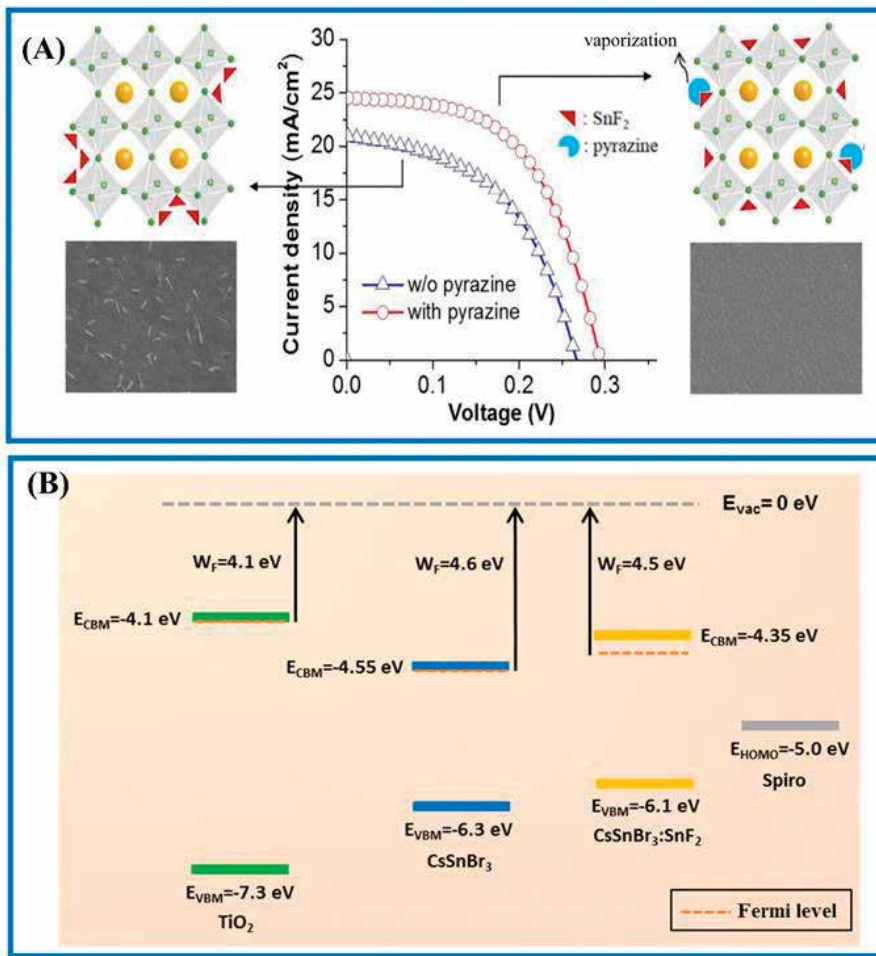 (A)
30
25
20
15
10
5
0
Current density (mA/cm²)
0.0 0.1 0.2 0.3
Voltage (V)
w/o pyrazine
with pyrazine
vaporization
: SnF₂
: pyrazine
(B)
Eᵥₐc= 0 eV
W_F=4.1 eV
W_F=4.6 eV
W_F=4.5 eV
E_CBM=-4.1 eV
E_CBM=-4.55 eV
E_CBM=-4.35 eV
E_HOMO=-5.0 eV
Spiro
E_VBM=-6.1 eV
CsSnBr₃:SnF₂
E_VBM=-6.3 eV
CsSnBr₃
E_VBM=-7.3 eV
TiO₂
Fermi level